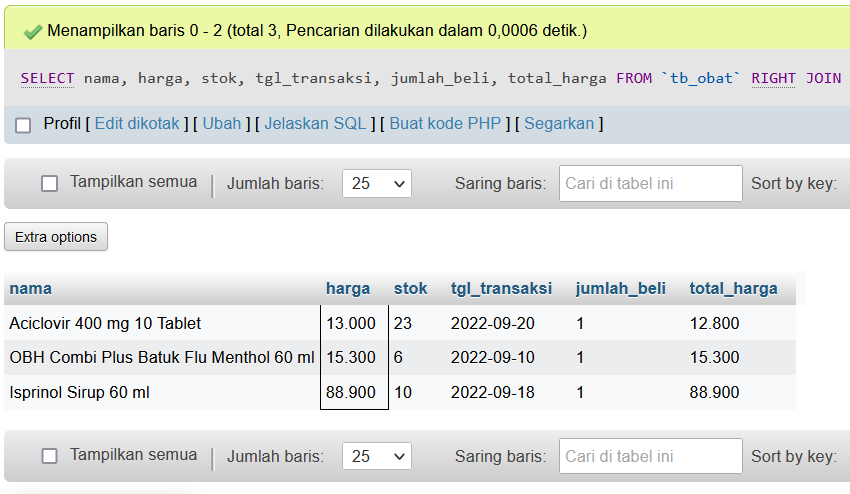 Menampilkan baris 0 - 2 (total 3, Pencarian dilakukan dalam 0,0006 detik.)
SELECT nama, harga, stok, tgl_transaksi, jumlah_beli, total_harga FROM `tb_obat` RIGHT JOIN
Profil [ Edit dikotak ] [ Ubah ] [ Jelaskan SQL ] [ Buat kode PHP ] [ Segarkan ]
Tampilkan semua | Jumlah baris: 25 Saring baris: Cari di tabel ini Sort by key:
Extra options
nama harga stok tgl_transaksi jumlah_beli total_harga
Aciclovir 400 mg 10 Tablet 13.000 23 2022-09-20 1 12.800
OBH Combi Plus Batuk Flu Menthol 60 ml 15.300 6 2022-09-10 1 15.300
Isprinol Sirup 60 ml 88.900 10 2022-09-18 1 88.900
Tampilkan semua | Jumlah baris: 25 Saring baris: Cari di tabel ini Sort by key: